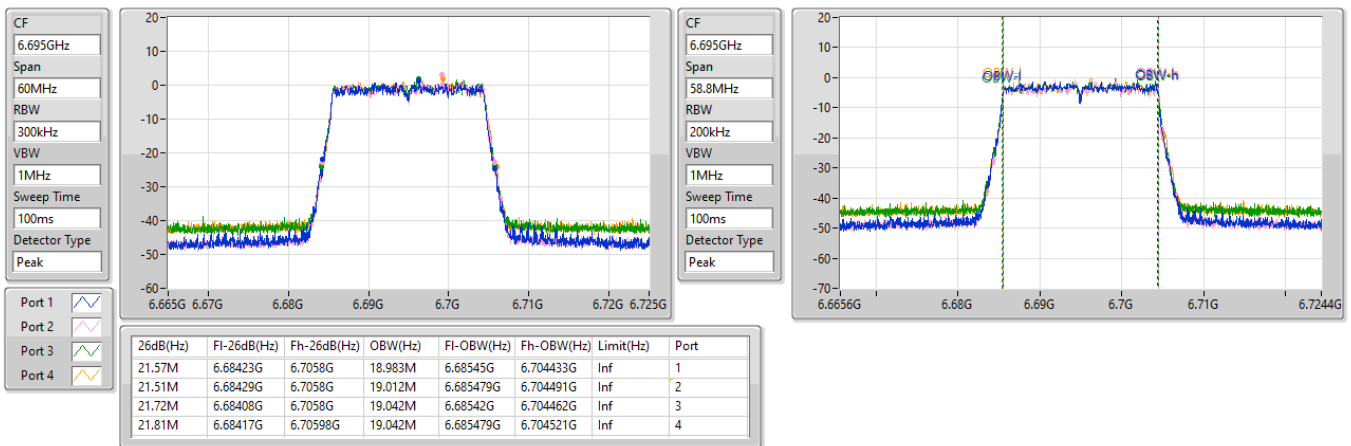 CF
6.695GHz
Span
60MHz
RBW
300kHz
VBW
1MHz
Sweep Time
100ms
Detector Type
Peak
20
10
0
-10
-20
-30
-40
-50
-60
6.665G 6.67G 6.68G 6.69G 6.7G 6.71G 6.72G 6.725G
CF
6.695GHz
Span
58.8MHz
RBW
200kHz
VBW
1MHz
Sweep Time
100ms
Detector Type
Peak
20
10
0
-10
-20
-30
-40
-50
-60
-70
OBW-l OBW-h
6.6656G 6.68G 6.69G 6.7G 6.71G 6.7244G
Port 1
Port 2
Port 3
Port 4
26dB(Hz) Fl-26dB(Hz) Fh-26dB(Hz) OBW(Hz) Fl-OBW(Hz) Fh-OBW(Hz) Limit(Hz) Port
21.57M 6.68423G 6.7058G 18.983M 6.68545G 6.704433G Inf 1
21.51M 6.68429G 6.7058G 19.012M 6.685479G 6.704491G Inf 2
21.72M 6.68408G 6.7058G 19.042M 6.68542G 6.704462G Inf 3
21.81M 6.68417G 6.70598G 19.042M 6.685479G 6.704521G Inf 4